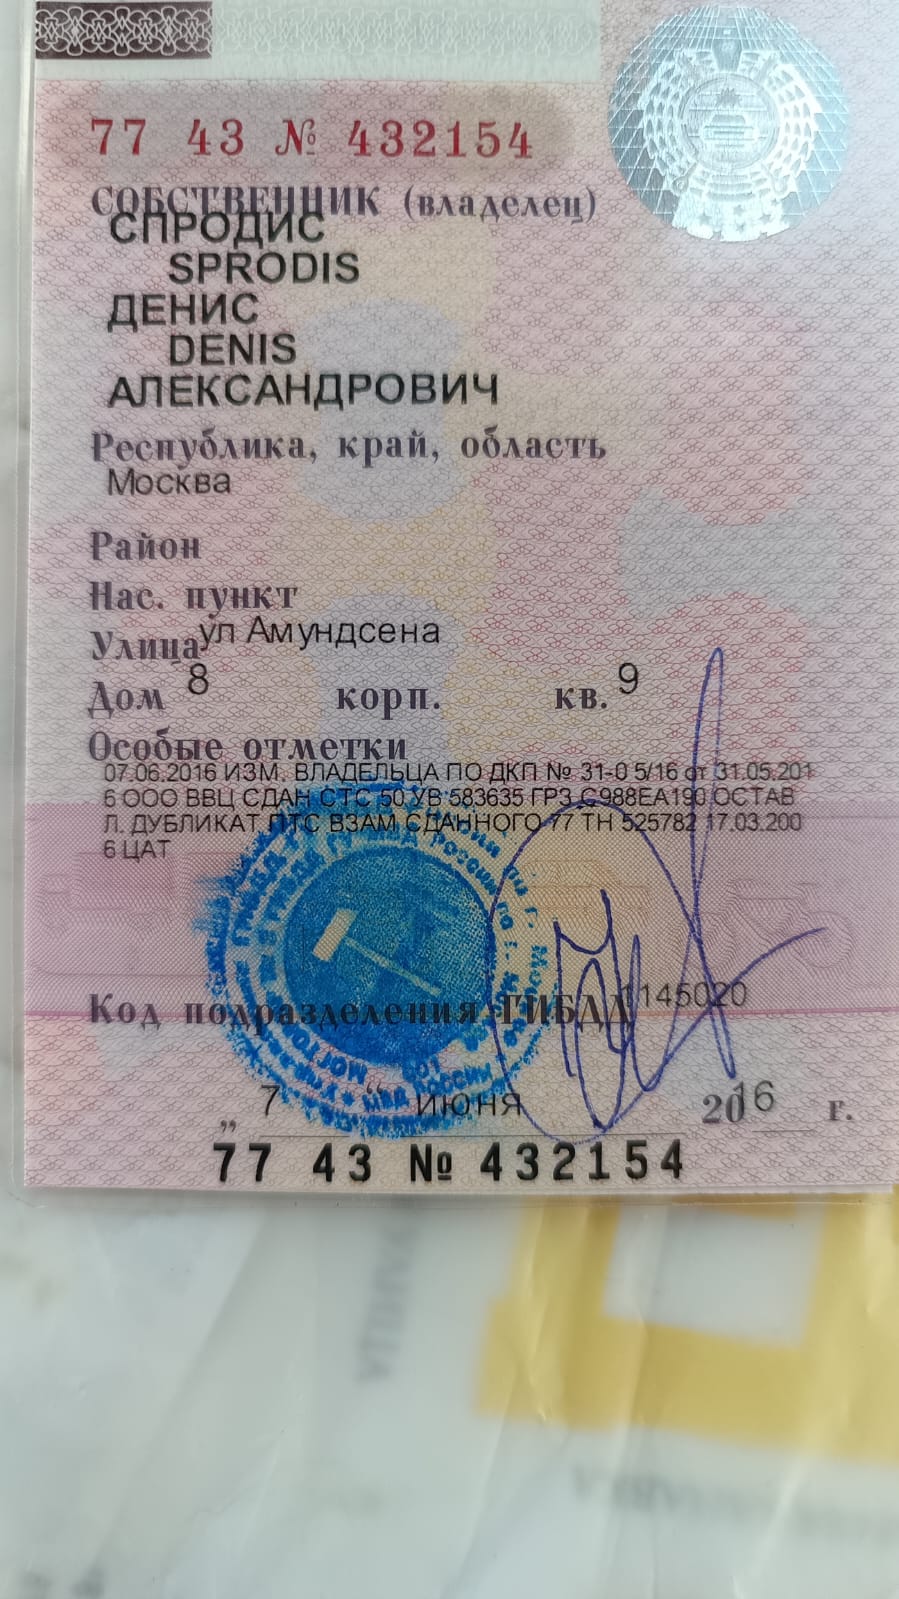 77 43 № 432154
СОБСТВЕННИК (владелец)
СПРОДИС
SPRODIS
ДЕНИС
DENIS
АЛЕКСАНДРОВИЧ
Республика, край, область
Москва
Район
Нас. пункт
Улица ул Амундсена
Дом 8 корп. кв. 9
Особые отметки
07.06.2016 ИЗМ. ВЛАДЕЛЬЦА ПО ДКП № 31-0 5/16 от 31.05.201
6 ООО ВВЦ СДАН СТС 50 УВ 583635 ГРЗ С988ЕА190 ОСТАВ
Л. ДУБЛИКАТ ПТС ВЗАМ СДАННОГО 77 ТН 525782 17.03.200
6 ЦАТ
Код подразделения ГИБДД 1145020
„ 7 “ июня 2016 г.
77 43 № 432154